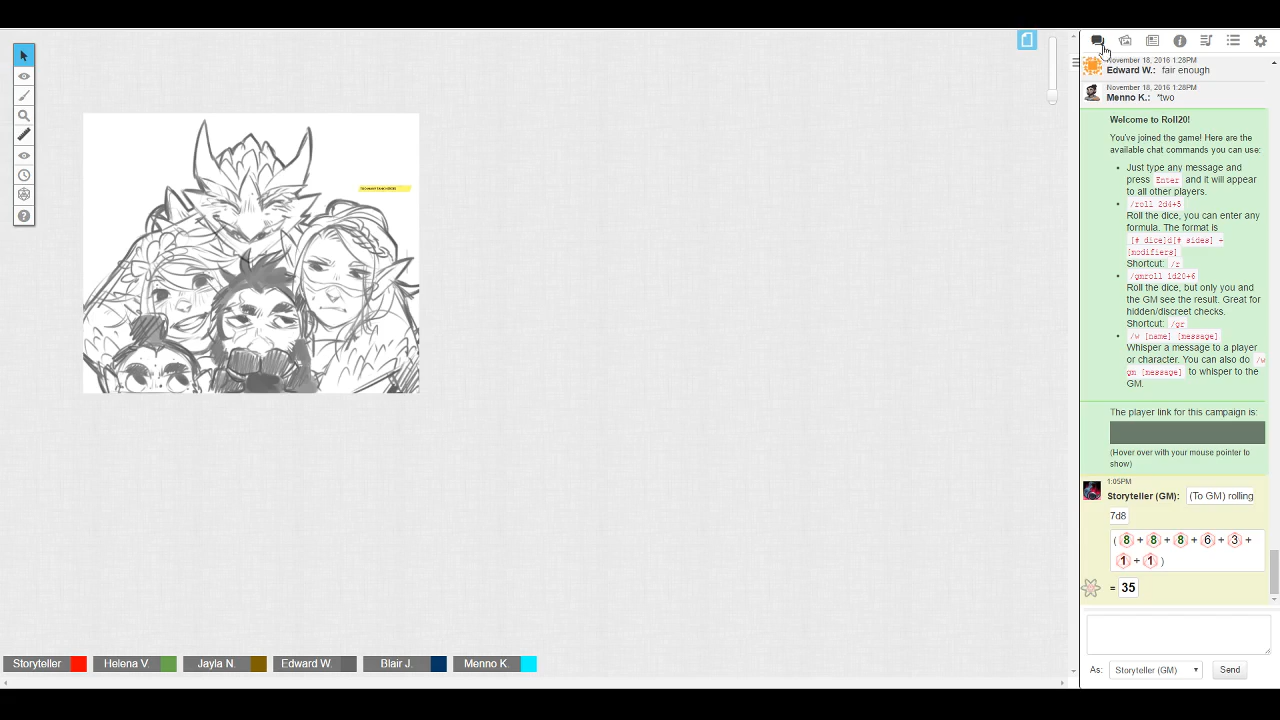 November 18, 2016 1:28PM
Edward W.: fair enough
November 18, 2016 1:28PM
Menno K.: *two
Welcome to Roll20!
You've joined the game! Here are the
available chat commands you can use:
Just type any message and
press Enter and it will appear
to all other players.
/roll 2d4+5
Roll the dice, you can enter any
formula. The format is
[# dice]d[# sides] +
[modifiers]
Shortcut: /r
/gmroll 1d20+6
Roll the dice, but only you and
the GM see the result. Great for
hidden/discreet checks.
Shortcut: /gr
/w [name] [message]
Whisper a message to a player
or character. You can also do /w
gm [message] to whisper to the
GM.
The player link for this campaign is:
(Hover over with your mouse pointer to
show)
1:05PM
Storyteller (GM): (To GM) rolling
7d8
( 8 + 8 + 8 + 6 + 3 +
1 + 1 )
= 35
As: Storyteller (GM) Send
Storyteller Helena V. Jayla N. Edward W. Blair J. Menno K.